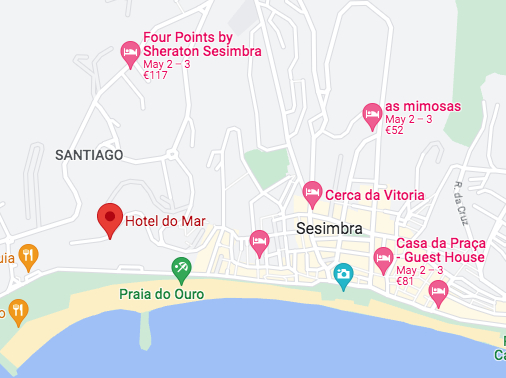 Four Points by
Sheraton Sesimbra
May 2 – 3
€117
as mimosas
May 2 – 3
€52
SANTIAGO
Cerca da Vitoria
R. da Cruz
Hotel do Mar
Sesimbra
Casa da Praça
- Guest House
May 2 – 3
€81
uia
Praia do Ouro
o
Ca